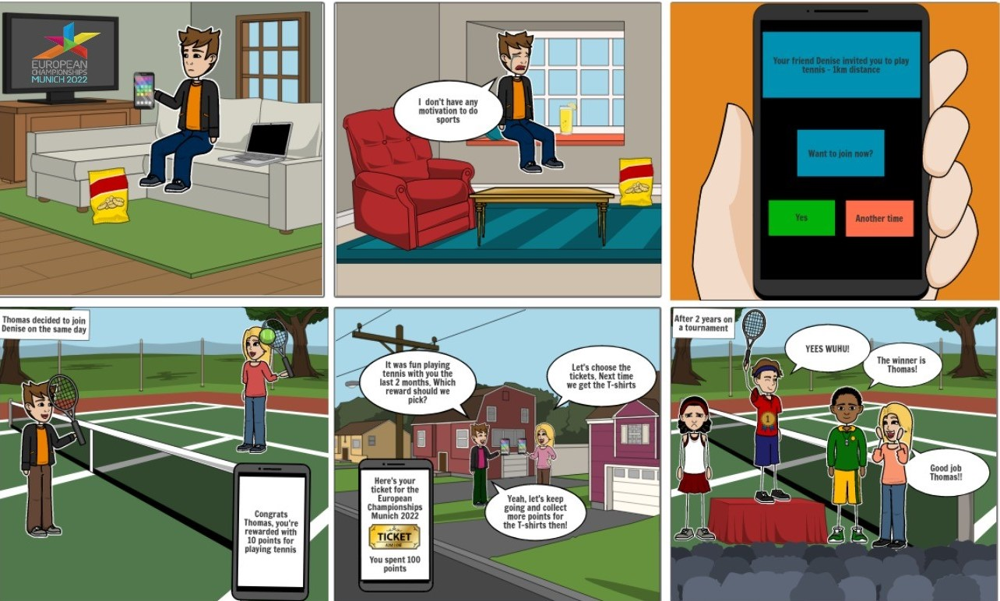 EUROPEAN
CHAMPIONSHIPS
MUNICH 2022
I don't have any
motivation to do
sports
Your friend Denise invited you to play
tennis - 1km distance
Want to join now?
Yes
Another time
Thomas decided to join
Denise on the same day
Congrats
Thomas, you're
rewarded with
10 points for
playing tennis
It was fun playing
tennis with you the
last 2 months. Which
reward should we
pick?
Let's choose the
tickets. Next time
we get the T-shirts
Yeah, let's keep
going and collect
more points for
the T-shirts then!
Here's your
ticket for the
European
Championships
Munich 2022
TICKET
You spent 100
points
After 2 years on
a tournament
YEES WUHU!
The winner is
Thomas!
1
Good job
Thomas!!